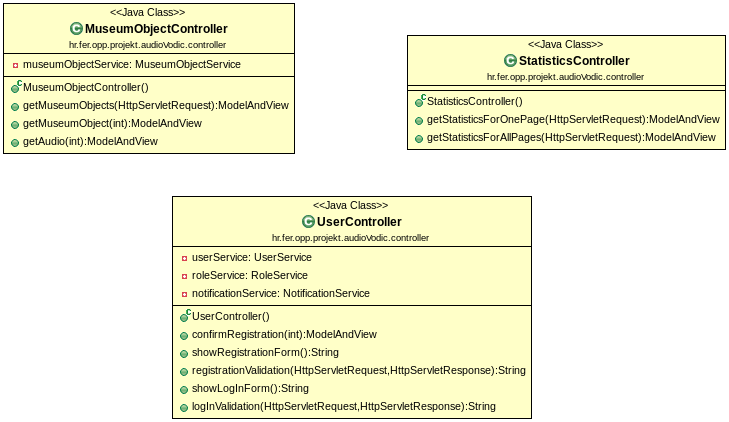 <<Java Class>>
MuseumObjectController
hr.fer.opp.projekt.audioVodic.controller
museumObjectService: MuseumObjectService
MuseumObjectController()
getMuseumObjects(HttpServletRequest):ModelAndView
getMuseumObject(int):ModelAndView
getAudio(int):ModelAndView
<<Java Class>>
StatisticsController
hr.fer.opp.projekt.audioVodic.controller
StatisticsController()
getStatisticsForOnePage(HttpServletRequest):ModelAndView
getStatisticsForAllPages(HttpServletRequest):ModelAndView
<<Java Class>>
UserController
hr.fer.opp.projekt.audioVodic.controller
userService: UserService
roleService: RoleService
notificationService: NotificationService
UserController()
confirmRegistration(int):ModelAndView
showRegistrationForm():String
registrationValidation(HttpServletRequest,HttpServletResponse):String
showLogInForm():String
logInValidation(HttpServletRequest,HttpServletResponse):String